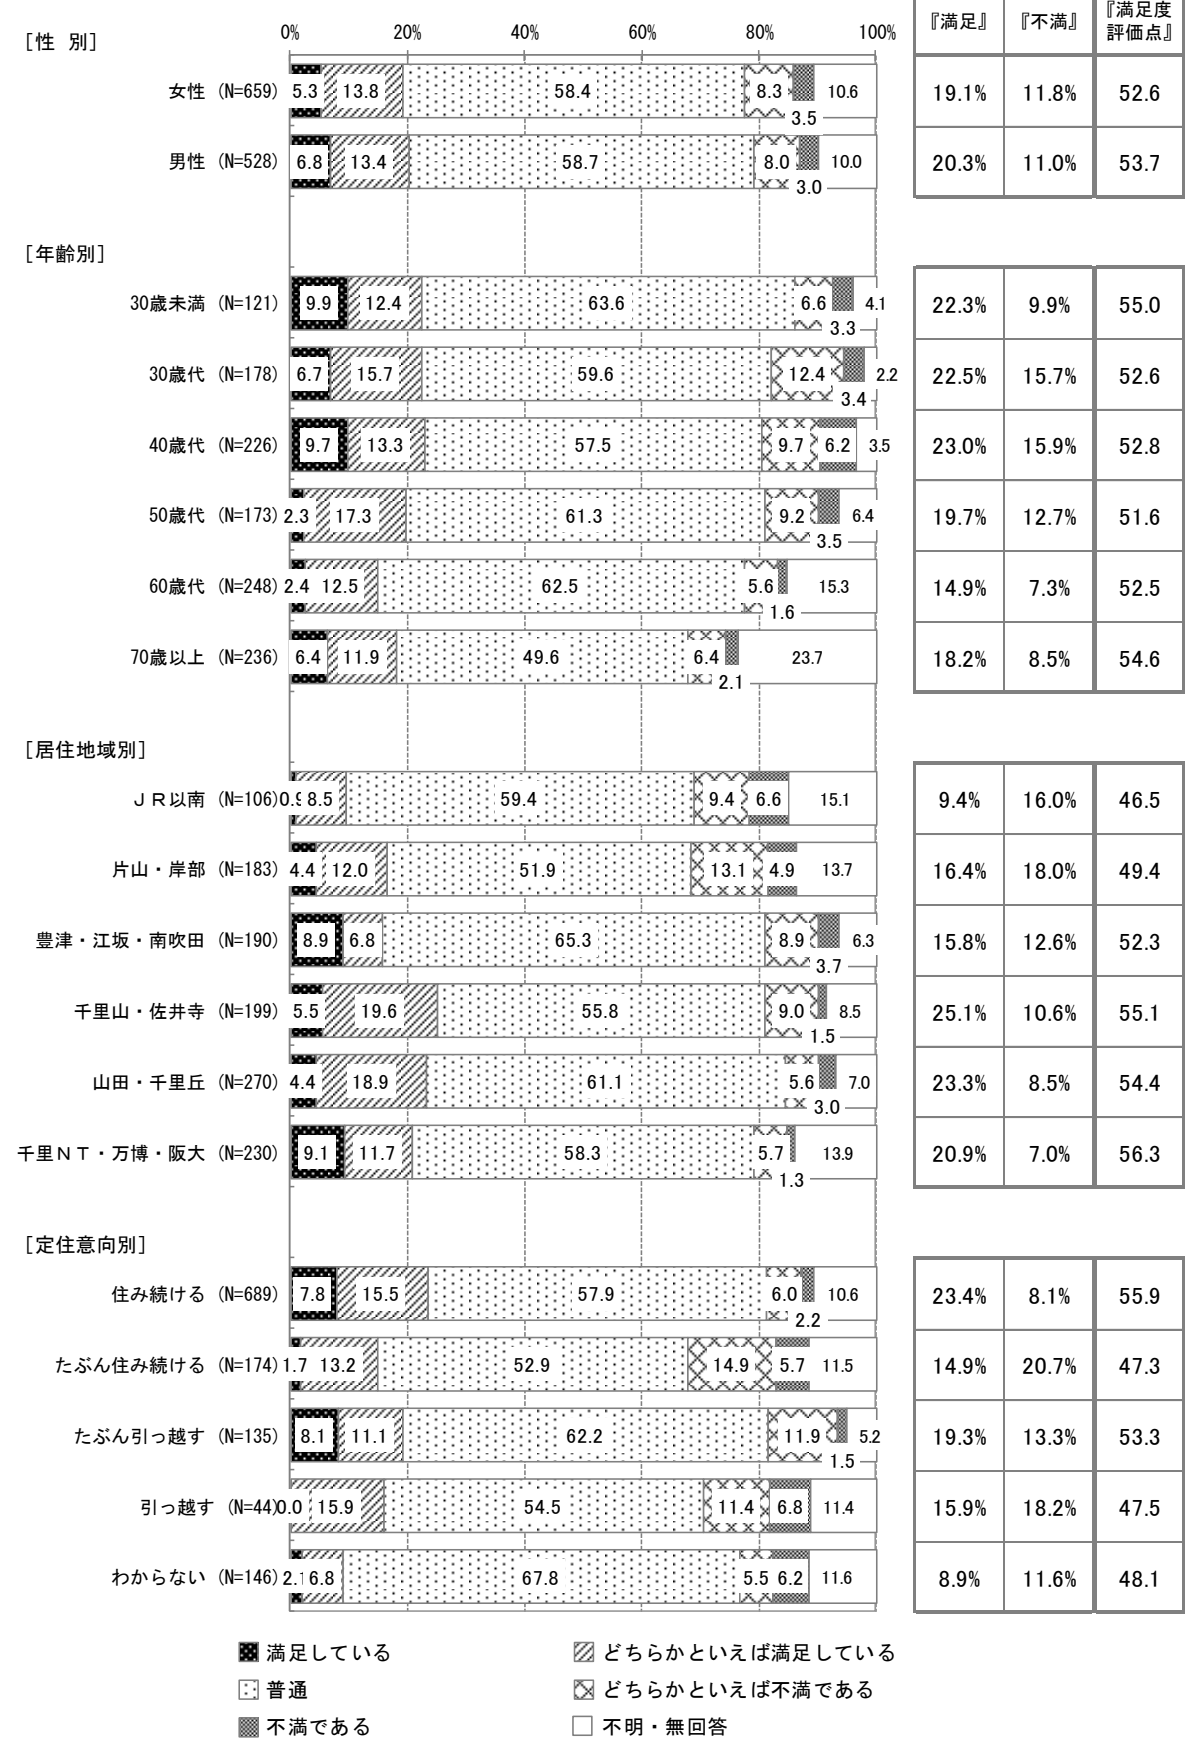 ［性 別］ 0% 20% 40% 60% 80% 100% 『満足』 『不満』 『満足度評価点』
女性 (N=659) 5.3 13.8 58.4 8.3 3.5 10.6 19.1% 11.8% 52.6
男性 (N=528) 6.8 13.4 58.7 8.0 3.0 10.0 20.3% 11.0% 53.7
［年齢別］
30歳未満 (N=121) 9.9 12.4 63.6 6.6 3.3 4.1 22.3% 9.9% 55.0
30歳代 (N=178) 6.7 15.7 59.6 12.4 3.4 2.2 22.5% 15.7% 52.6
40歳代 (N=226) 9.7 13.3 57.5 9.7 6.2 3.5 23.0% 15.9% 52.8
50歳代 (N=173) 2.3 17.3 61.3 9.2 3.5 6.4 19.7% 12.7% 51.6
60歳代 (N=248) 2.4 12.5 62.5 5.6 1.6 15.3 14.9% 7.3% 52.5
70歳以上 (N=236) 6.4 11.9 49.6 6.4 2.1 23.7 18.2% 8.5% 54.6
［居住地域別］
ＪＲ以南 (N=106) 0.9 8.5 59.4 9.4 6.6 15.1 9.4% 16.0% 46.5
片山・岸部 (N=183) 4.4 12.0 51.9 13.1 4.9 13.7 16.4% 18.0% 49.4
豊津・江坂・南吹田 (N=190) 8.9 6.8 65.3 8.9 3.7 6.3 15.8% 12.6% 52.3
千里山・佐井寺 (N=199) 5.5 19.6 55.8 9.0 1.5 8.5 25.1% 10.6% 55.1
山田・千里丘 (N=270) 4.4 18.9 61.1 5.6 3.0 7.0 23.3% 8.5% 54.4
千里ＮＴ・万博・阪大 (N=230) 9.1 11.7 58.3 5.7 1.3 13.9 20.9% 7.0% 56.3
［定住意向別］
住み続ける (N=689) 7.8 15.5 57.9 6.0 2.2 10.6 23.4% 8.1% 55.9
たぶん住み続ける (N=174) 1.7 13.2 52.9 14.9 5.7 11.5 14.9% 20.7% 47.3
たぶん引っ越す (N=135) 8.1 11.1 62.2 11.9 1.5 5.2 19.3% 13.3% 53.3
引っ越す (N=44) 0.0 15.9 54.5 11.4 6.8 11.4 15.9% 18.2% 47.5
わからない (N=146) 2.1 6.8 67.8 5.5 6.2 11.6 8.9% 11.6% 48.1
満足している どちらかといえば満足している
普通 どちらかといえば不満である
不満である 不明・無回答